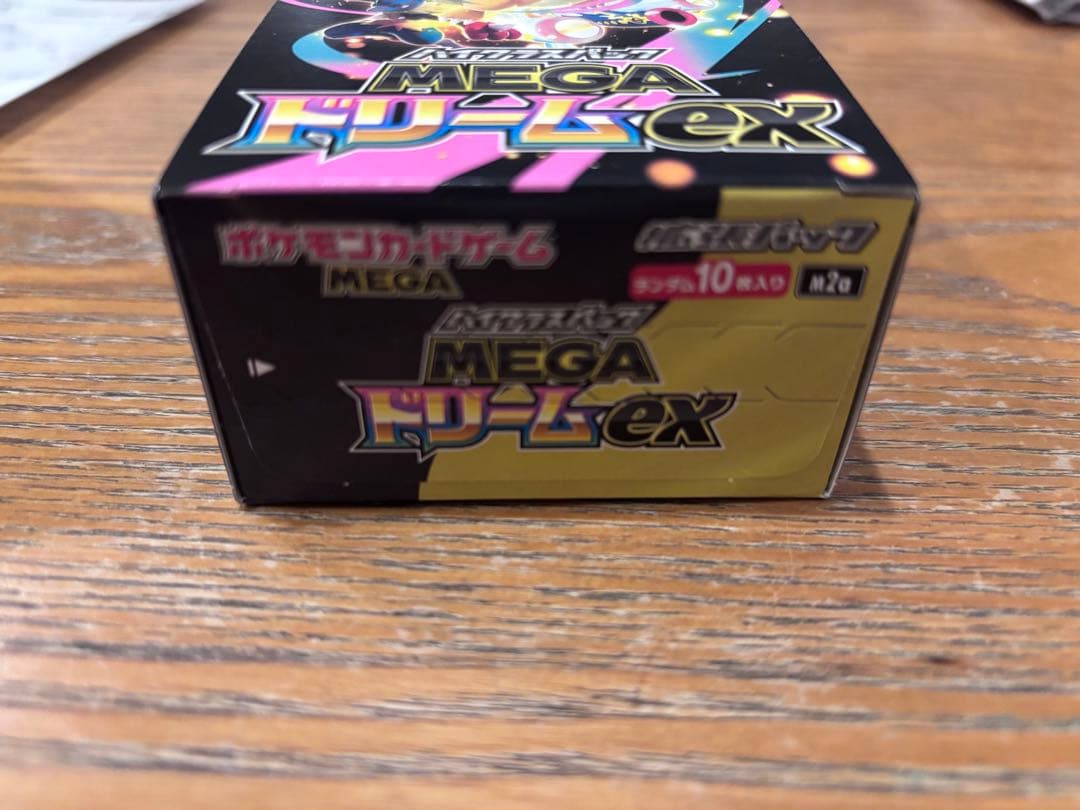 ハイクラスパック
MEGA
ドリームex
ポケモンカードゲーム
MEGA
拡張パック
ランダム10枚入り
M2a
ハイクラスパック
MEGA
ドリームex